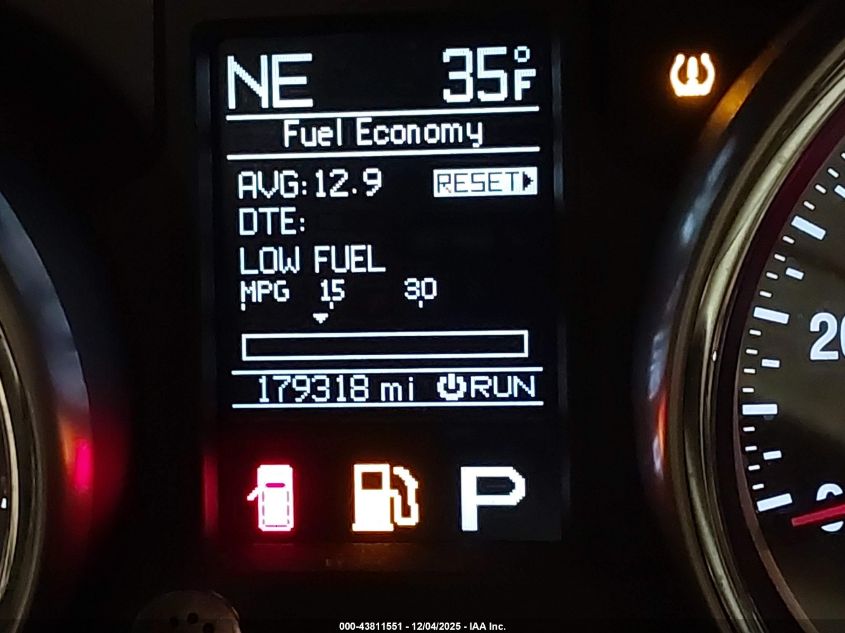 NE 35°F
Fuel Economy
AVG:12.9 RESET
DTE:
LOW FUEL
MPG 15 30
179318 mi RUN
P
20
0
000-43811551 - 12/04/2025 - IAA Inc.